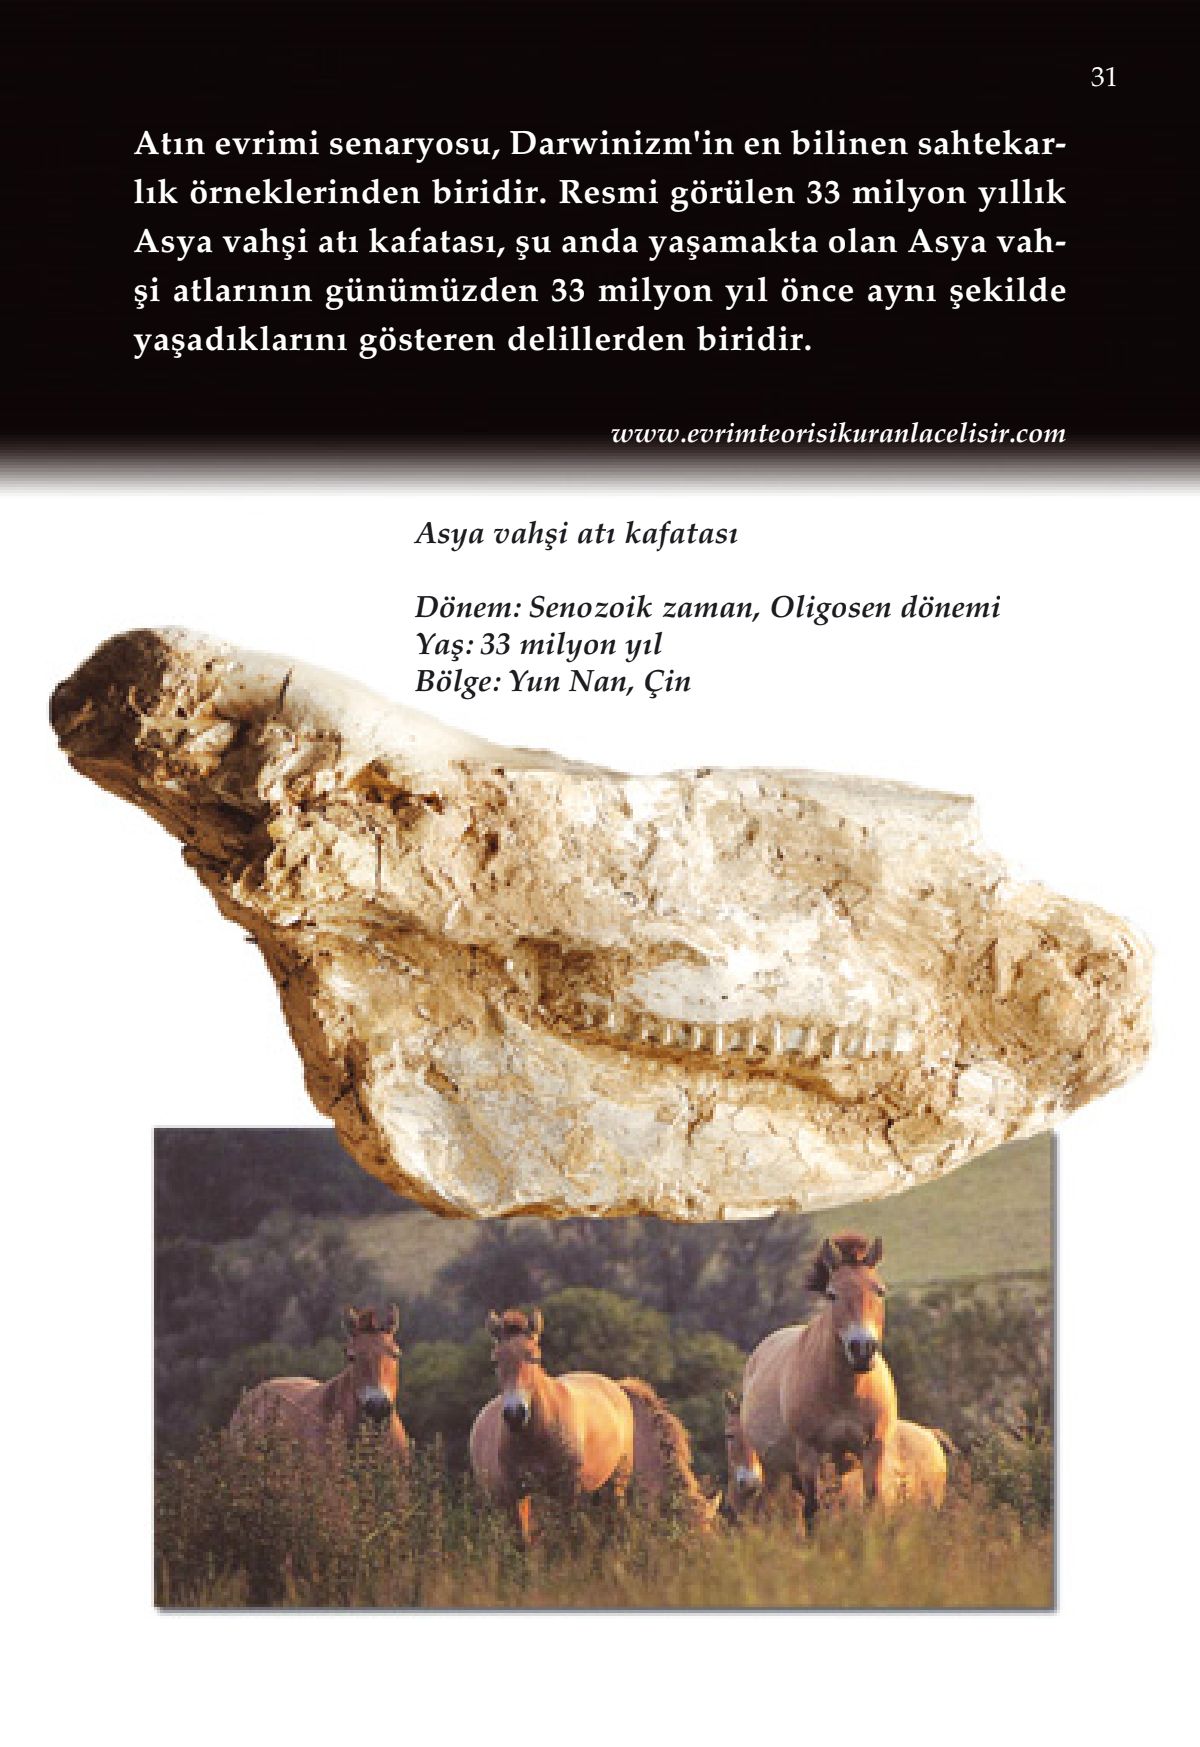 31
Atın evrimi senaryosu, Darwinizm'in en bilinen sahtekar-
lık örneklerinden biridir. Resmi görülen 33 milyon yıllık
Asya vahşi atı kafatası, şu anda yaşamakta olan Asya vah-
şi atlarının günümüzden 33 milyon yıl önce aynı şekilde
yaşadıklarını gösteren delillerden biridir.
www.evrimteorisikuranlacelisir.com
Asya vahşi atı kafatası
Dönem: Senozoik zaman, Oligosen dönemi
Yaş: 33 milyon yıl
Bölge: Yun Nan, Çin